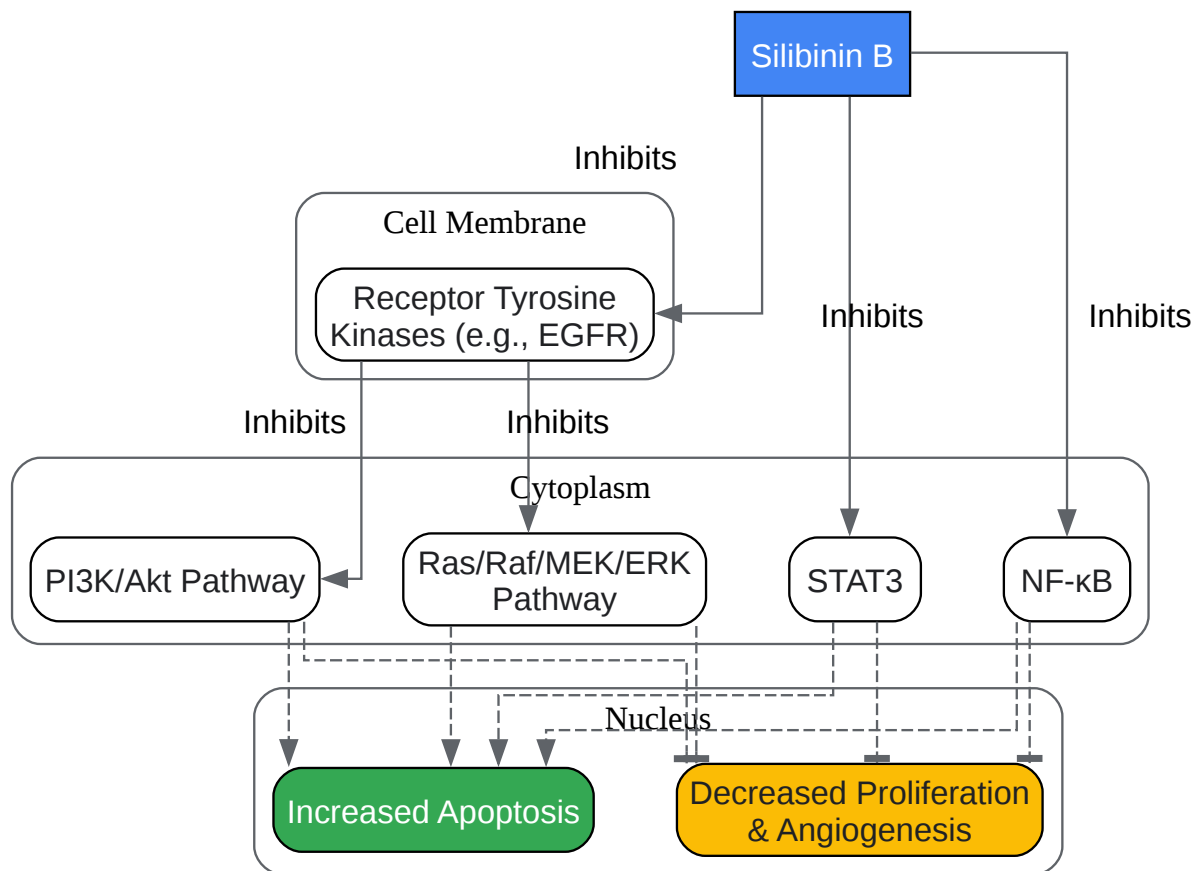 Silibinin B
Inhibits
Cell Membrane
Receptor Tyrosine
Kinases (e.g., EGFR)
Inhibits
Inhibits
Inhibits
Inhibits
Cytoplasm
PI3K/Akt Pathway
Ras/Raf/MEK/ERK
Pathway
STAT3
NF-κB
Nucleus
Increased Apoptosis
Decreased Proliferation
& Angiogenesis